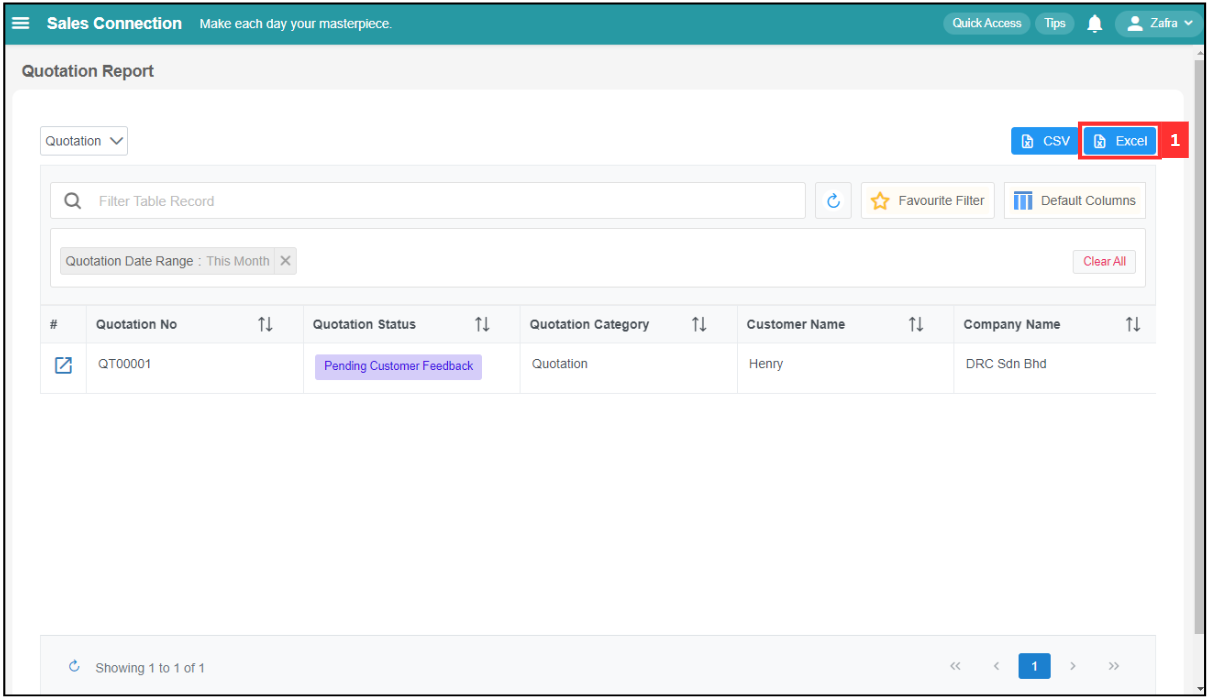 Sales Connection Make each day your masterpiece. Quick Access Tips Zafra
Quotation Report
Quotation CSV Excel 1
Filter Table Record Favourite Filter Default Columns
Quotation Date Range : This Month Clear All
# Quotation No Quotation Status Quotation Category Customer Name Company Name
QT00001 Pending Customer Feedback Quotation Henry DRC Sdn Bhd
Showing 1 to 1 of 1 << < 1 > >>